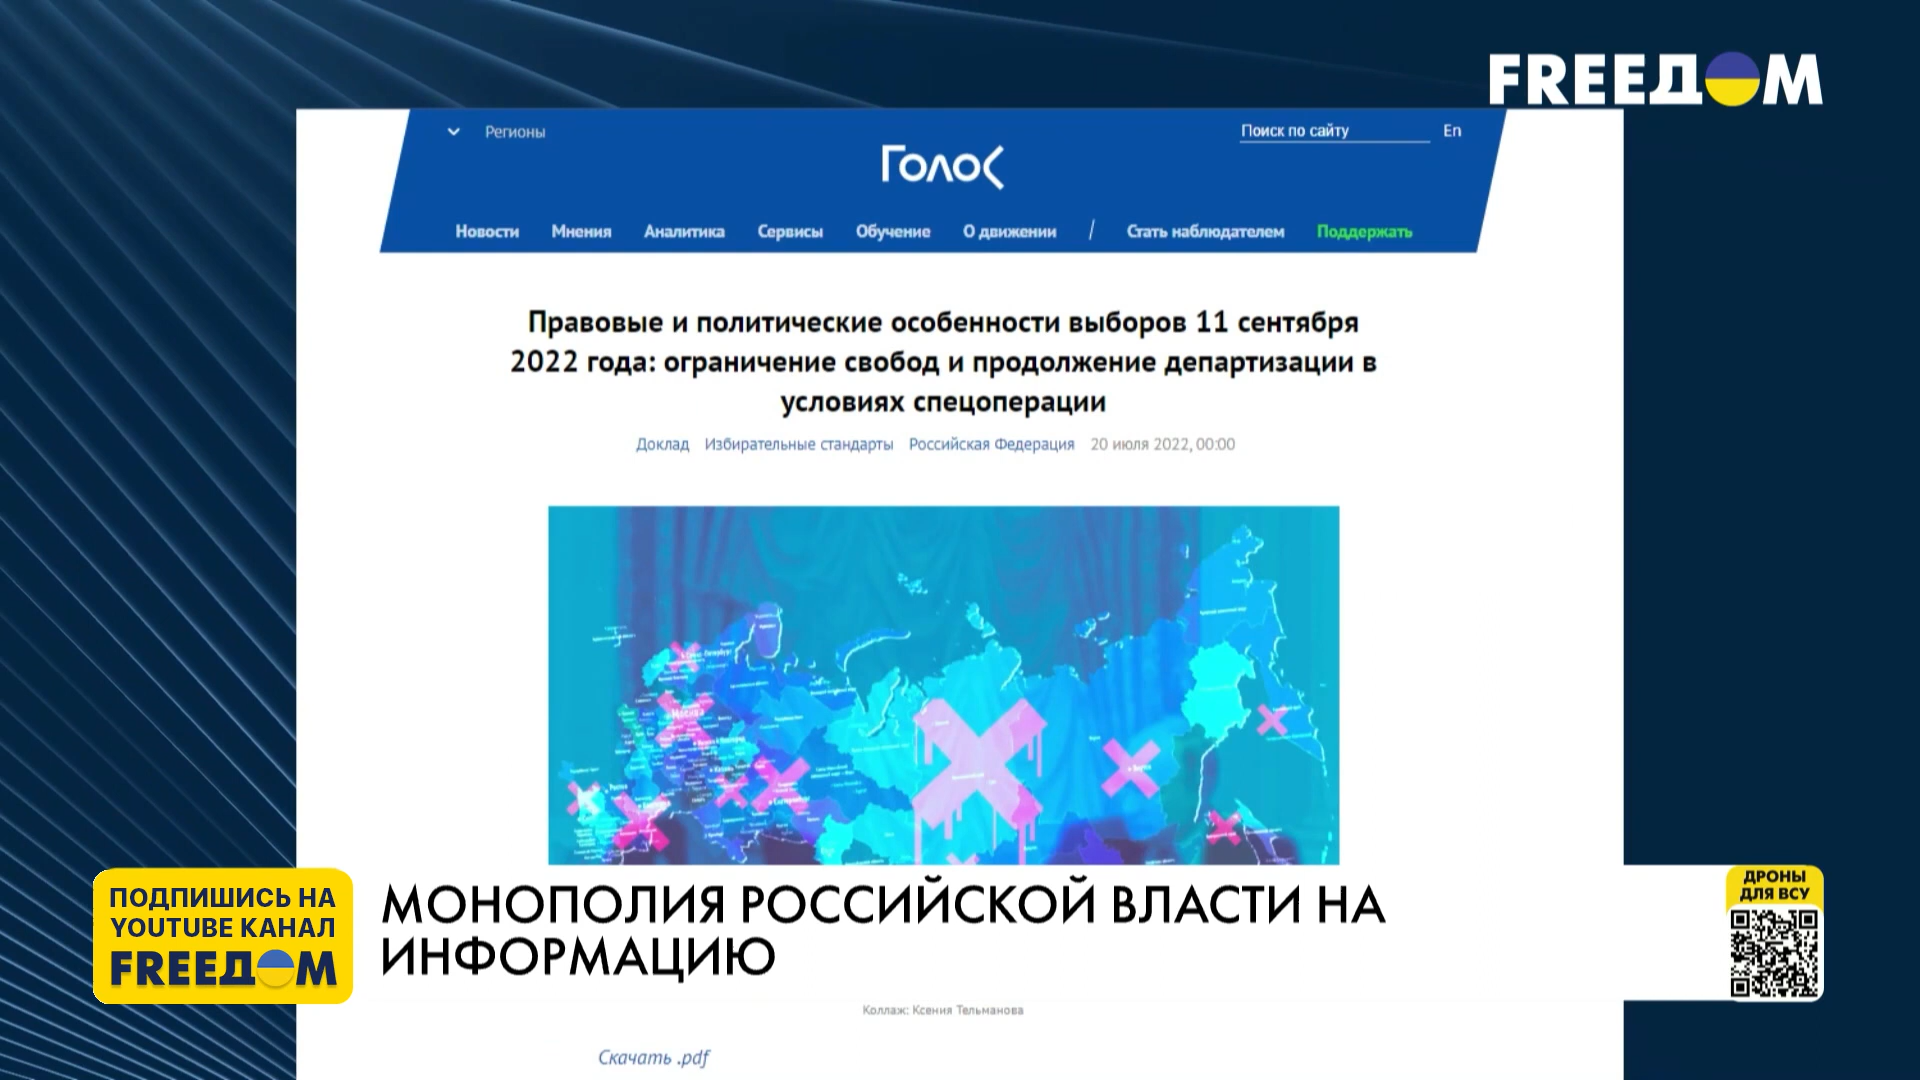 FREEДOM
Регионы
Поиск по сайту
En
Голос
Новости
Мнения
Аналитика
Сервисы
Обучение
О движении
/
Стать наблюдателем
Поддержать
Правовые и политические особенности выборов 11 сентября
2022 года: ограничение свобод и продолжение департизации в
условиях спецоперации
Доклад Избирательные стандарты Российская Федерация 20 июля 2022, 00:00
Москва
ПОДПИШИСЬ НА
YOUTUBE КАНАЛ
FREEДOM
МОНОПОЛИЯ РОССИЙСКОЙ ВЛАСТИ НА
ИНФОРМАЦИЮ
ДРОНЫ
ДЛЯ ВСУ
Коллаж: Ксения Тельманова
Скачать .pdf